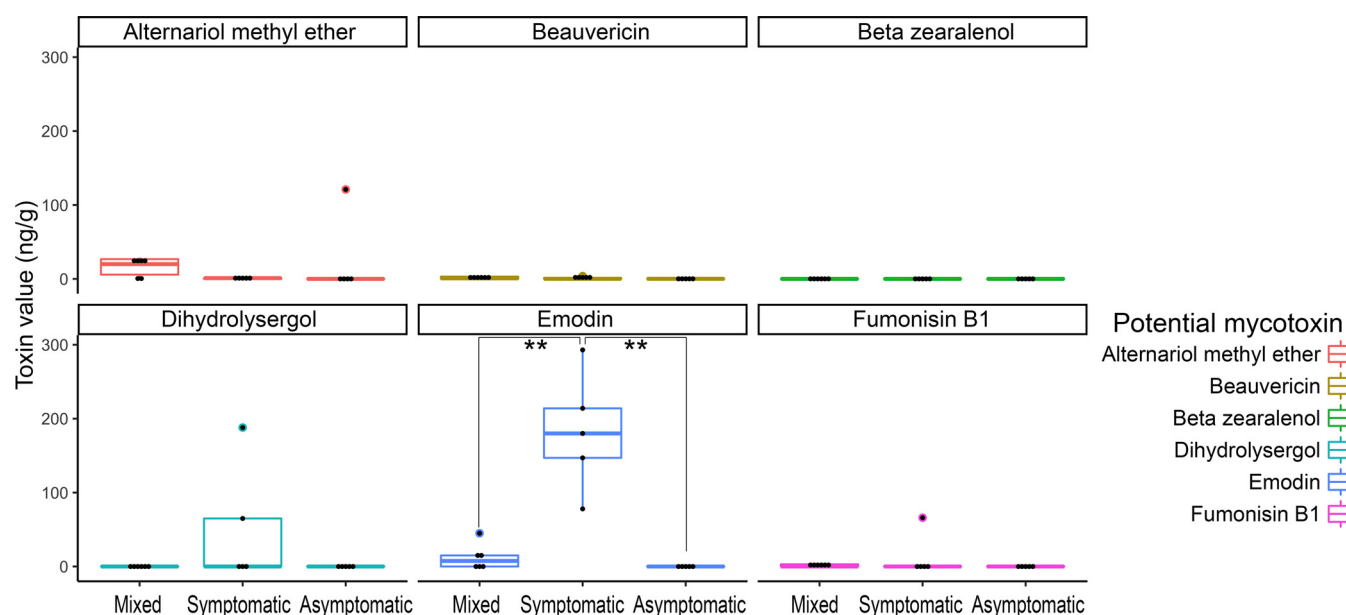 Alternariol methyl ether
Beauvericin
Beta zearalenol
300
200
100
0
Toxin value (ng/g)
Dihydrolysergol
Emodin
Fumonisin B1
300
200
100
0
** **
Mixed Symptomatic Asymptomatic
Mixed Symptomatic Asymptomatic
Mixed Symptomatic Asymptomatic
Potential mycotoxin
Alternariol methyl ether
Beauvericin
Beta zearalenol
Dihydrolysergol
Emodin
Fumonisin B1